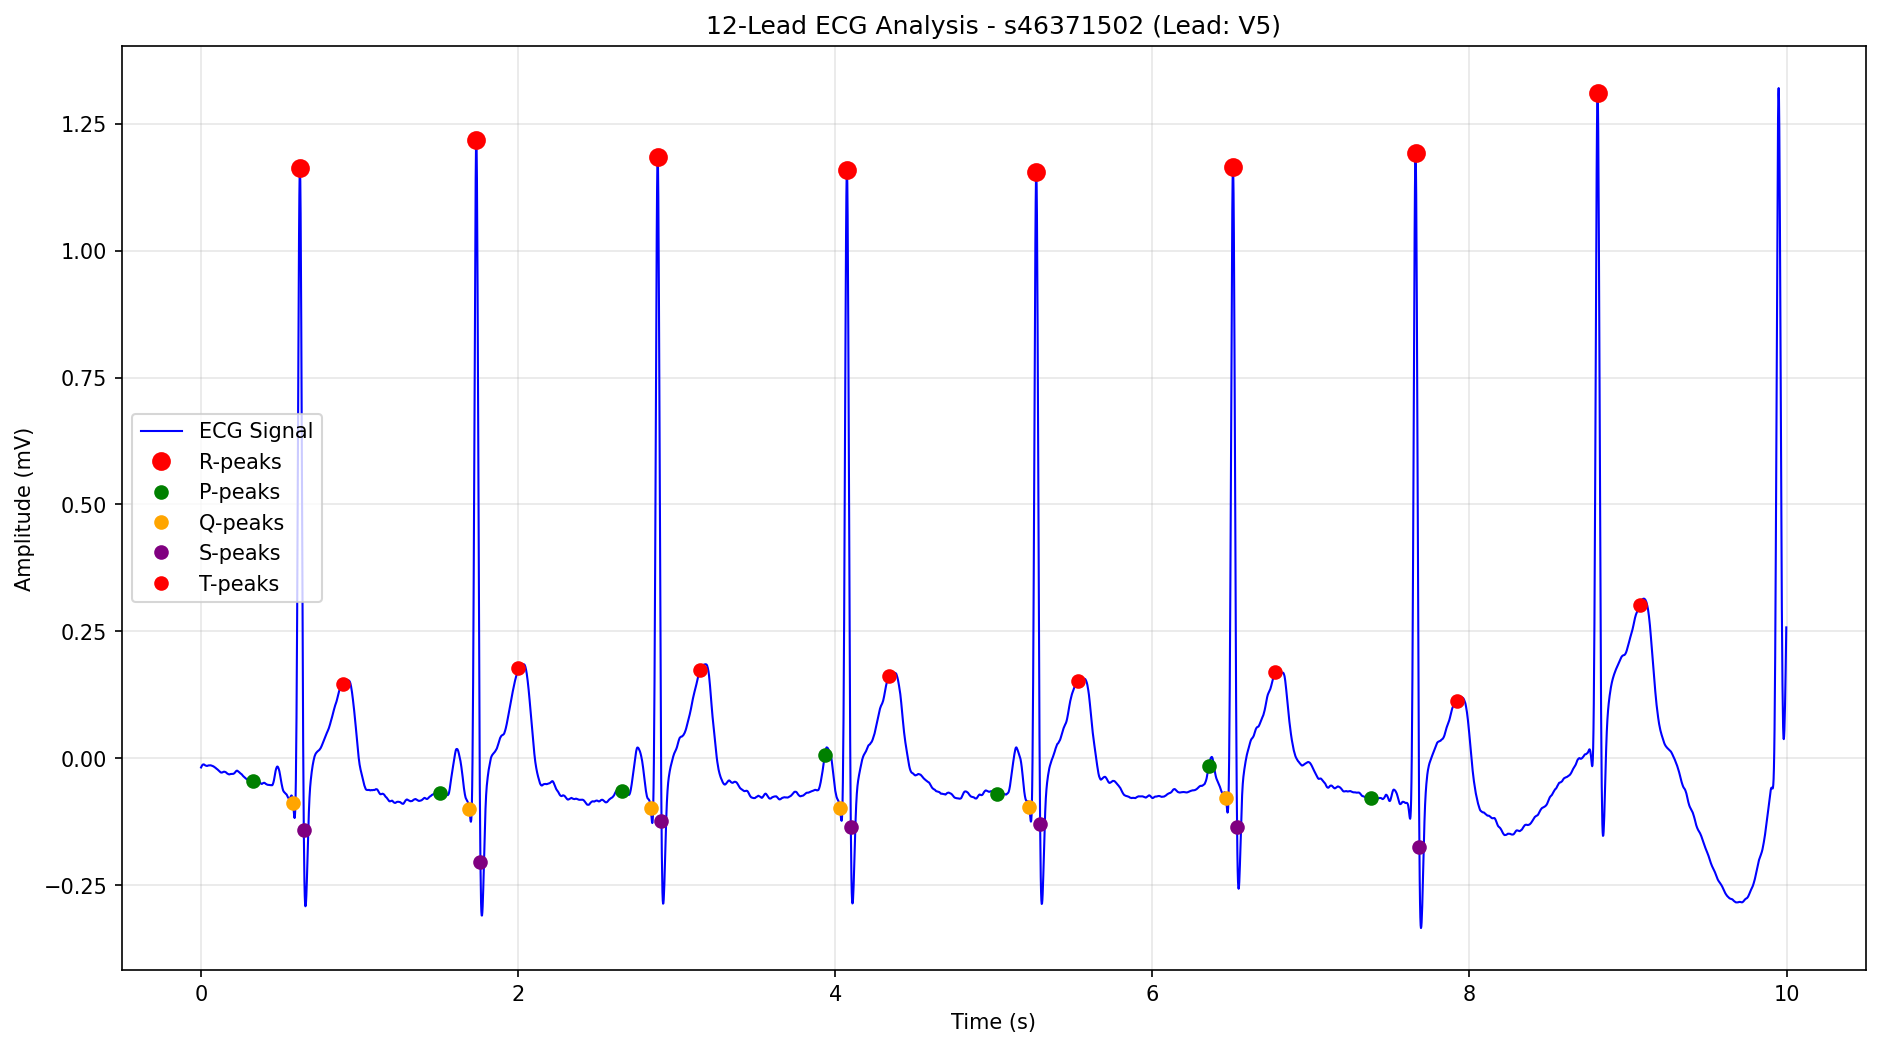 12-Lead ECG Analysis - s46371502 (Lead: V5)
Amplitude (mV)
1.25
1.00
0.75
0.50
0.25
0.00
−0.25
ECG Signal
R-peaks
P-peaks
Q-peaks
S-peaks
T-peaks
0 2 4 6 8 10
Time (s)